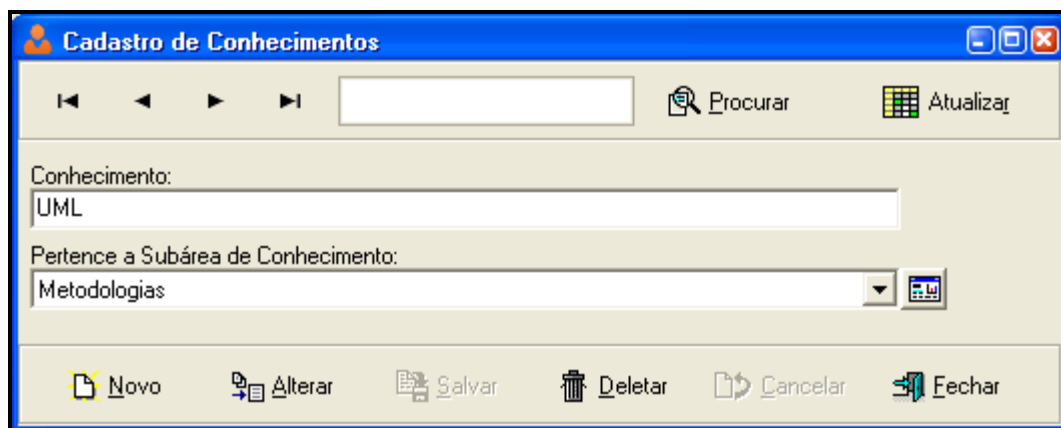 Cadastro de Conhecimentos
Procurar Atualizar
Conhecimento:
UML
Pertence a Subárea de Conhecimento:
Metodologias
Novo Alterar Salvar Deletar Cancelar Fechar